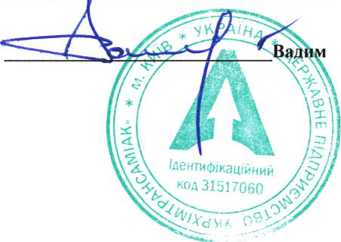 Вадим
* УКРАЇНА * ДЕРЖАВНЕ ПІДПРИЄМСТВО УКРХІМТРАНСАМІАК» * м. КИЇВ
Ідентифікаційний
код 31517060